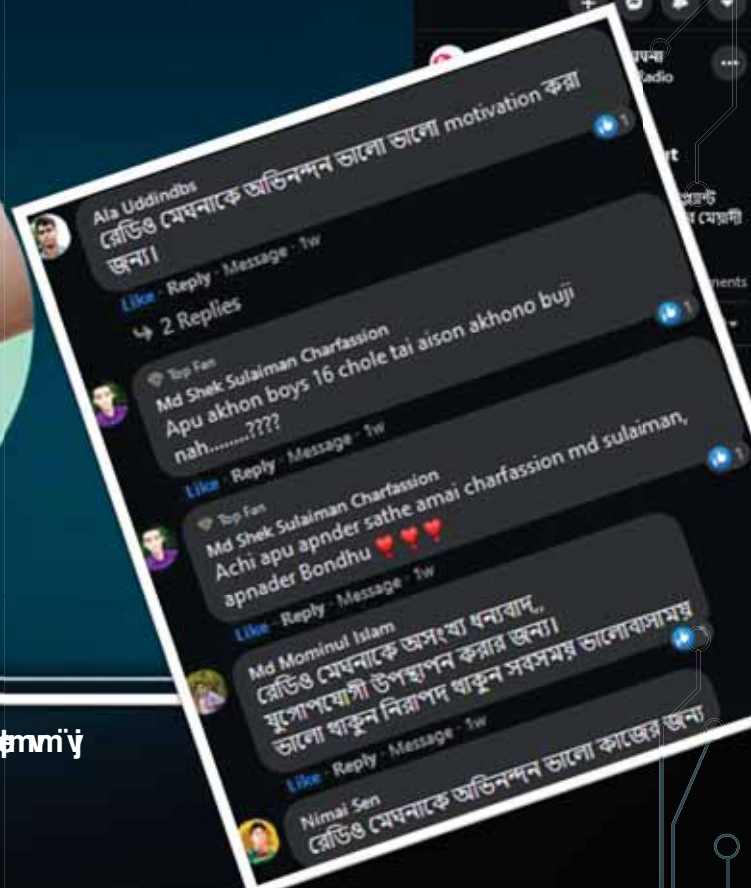 Ala Uddindbs
রেডিও মেঘনাকে অভিনন্দন ভালো ভালো motivation করা
জন্য।
1
Like · Reply · Message · 1w
2 Replies
Top Fan
Md Shek Sulaiman Charfassion
Apu akhon boys 16 chole tai aison akhono buji
nah........????
1
Like · Reply · Message · 1w
Top Fan
Md Shek Sulaiman Charfassion
Achi apu apnder sathe amai charfassion md sulaiman,
apnader Bondhu ❣❣❣
1
Like · Reply · Message · 1w
Md Mominul Islam
রেডিও মেঘনাকে অসংখ্য ধন্যবাদ,,
যুগোপযোগী উপস্থাপন করার জন্য।
ভালো থাকুন নিরাপদ থাকুন সবসময় ভালোবাসাময়
Like · Reply · Message · 1w
Nimai Sen
রেডিও মেঘনাকে অভিনন্দন ভালো কাজের জন্য